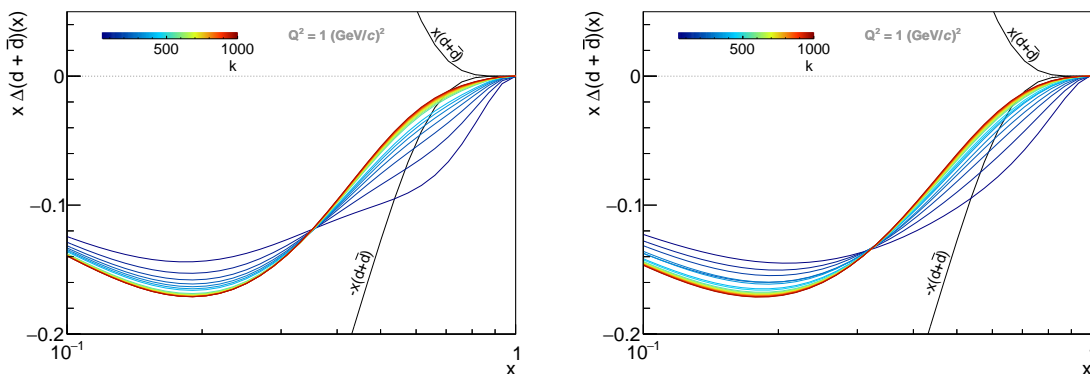 x Δ(d + d̄)(x)
500 1000
k
Q² = 1 (GeV/c)²
x(d+d̄)
-x(d+d̄)
0
−0.1
−0.2
10⁻¹ 1
x
x Δ(d + d̄)(x)
500 1000
k
Q² = 1 (GeV/c)²
x(d+d̄)
-x(d+d̄)
0
−0.1
−0.2
10⁻¹
x